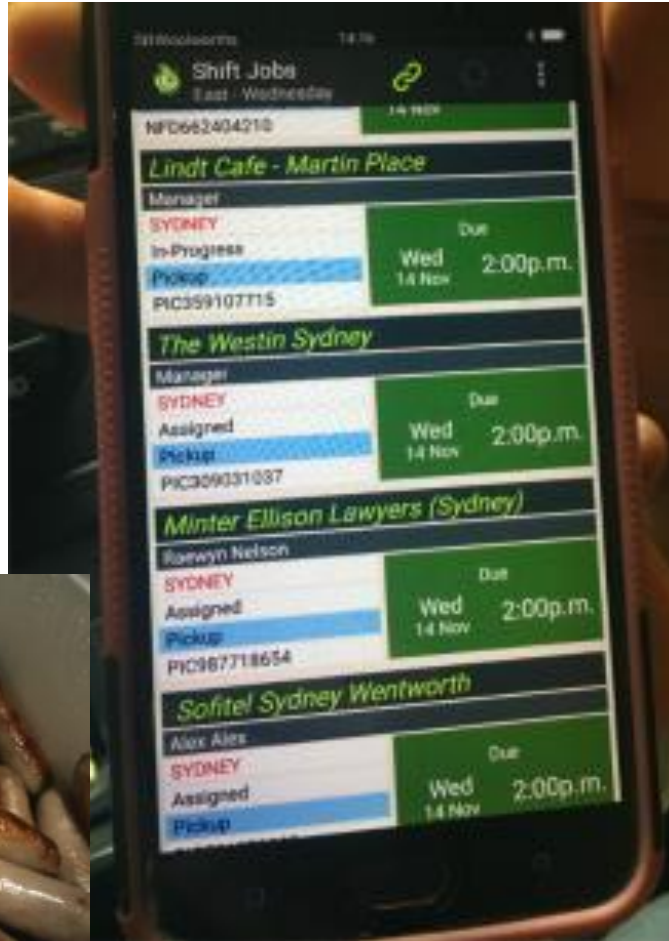 14:16
Shift Jobs
East - Wednesday
14 Nov
NFD662404210
Lindt Cafe - Martin Place
Manager
SYDNEY
In-Progress
Pickup
PIC359107715
Due
Wed
14 Nov
2:00p.m.
The Westin Sydney
Manager
SYDNEY
Assigned
Pickup
PIC309031037
Due
Wed
14 Nov
2:00p.m.
Minter Ellison Lawyers (Sydney)
Raewyn Nelson
SYDNEY
Assigned
Pickup
PIC987718654
Due
Wed
14 Nov
2:00p.m.
Sofitel Sydney Wentworth
Alex Alex
SYDNEY
Assigned
Pickup
Due
Wed
14 Nov
2:00p.m.